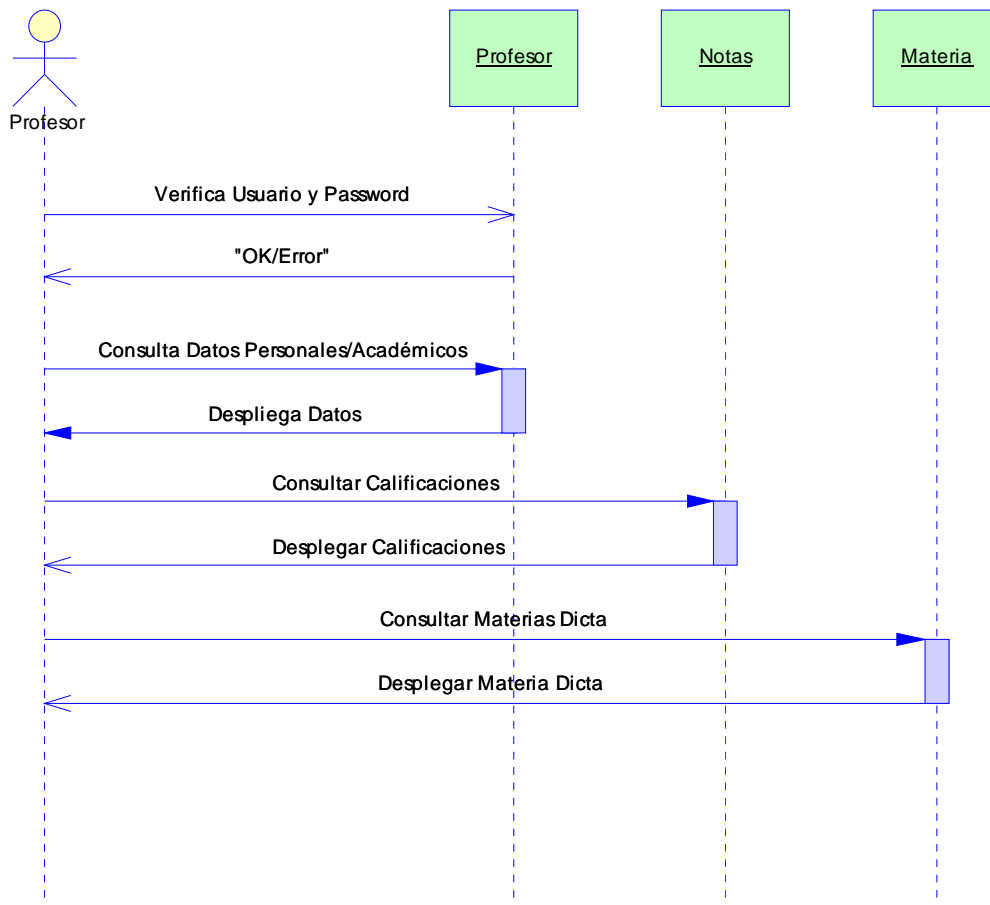 Profesor
Notas
Materia
Profesor
Verifica Usuario y Password
"OK/Error"
Consulta Datos Personales/Académicos
Despliega Datos
Consultar Calificaciones
Desplegar Calificaciones
Consultar Materias Dicta
Desplegar Materia Dicta